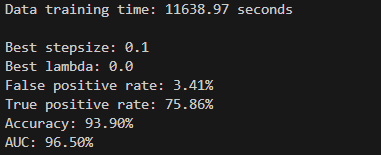 Data training time: 11638.97 seconds
Best stepsize: 0.1
Best lambda: 0.0
False positive rate: 3.41%
True positive rate: 75.86%
Accuracy: 93.90%
AUC: 96.50%